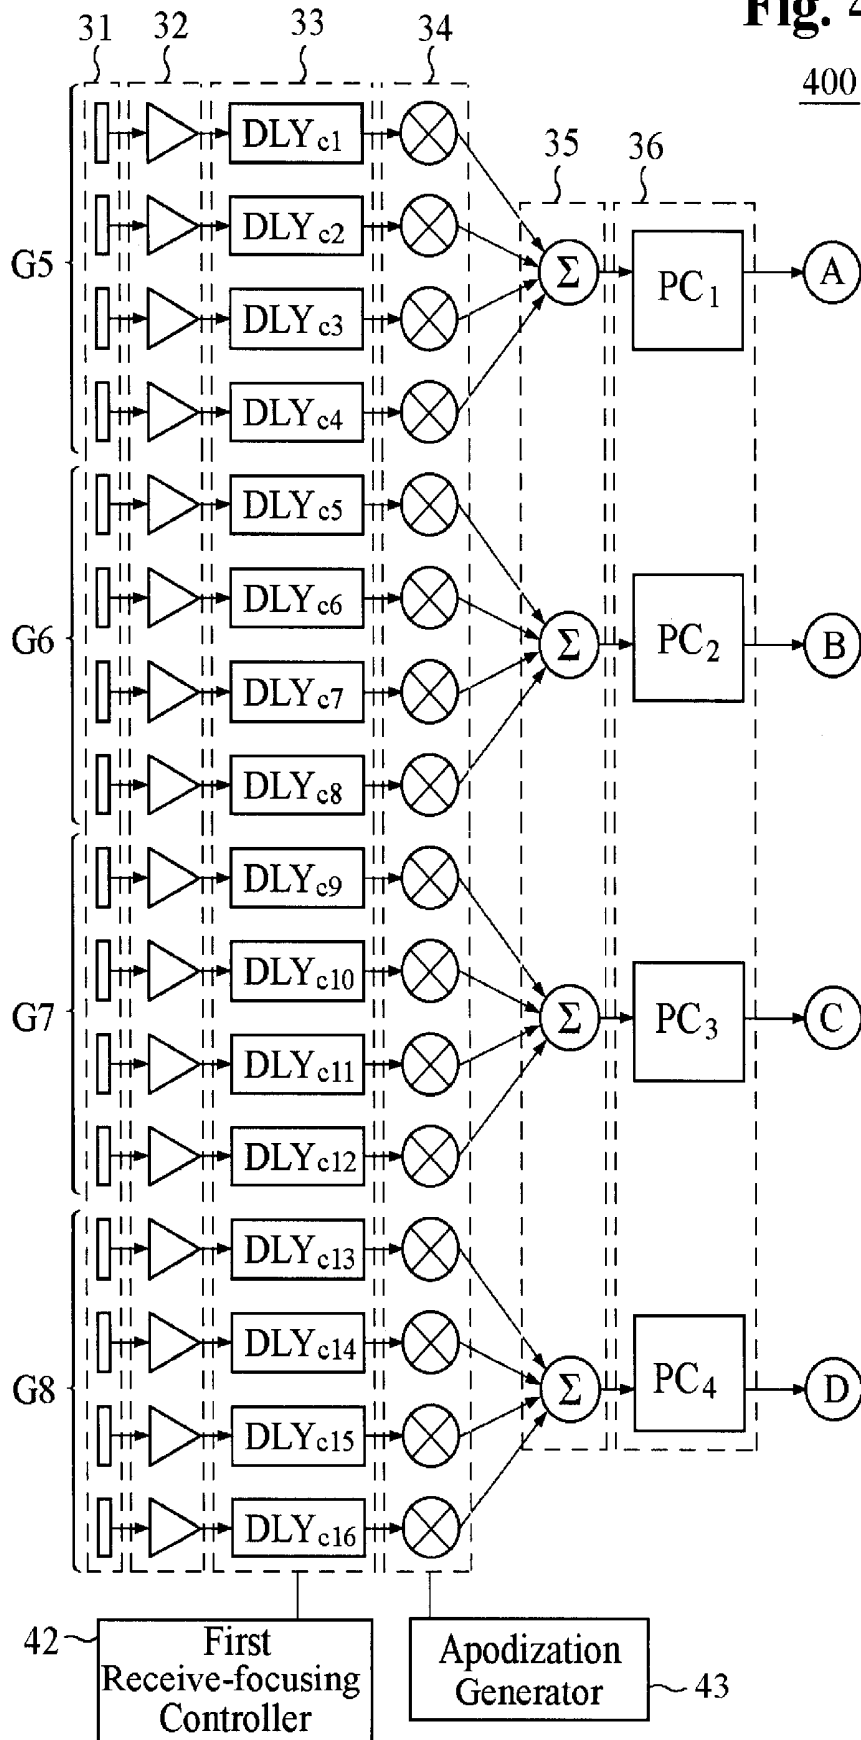 Fig. 4
400
31 32 33 34
35 36
G5
DLYc1
DLYc2
DLYc3
DLYc4
Σ
PC1
A
G6
DLYc5
DLYc6
DLYc7
DLYc8
Σ
PC2
B
G7
DLYc9
DLYc10
DLYc11
DLYc12
Σ
PC3
C
G8
DLYc13
DLYc14
DLYc15
DLYc16
Σ
PC4
D
42
First
Receive-focusing
Controller
Apodization
Generator
43